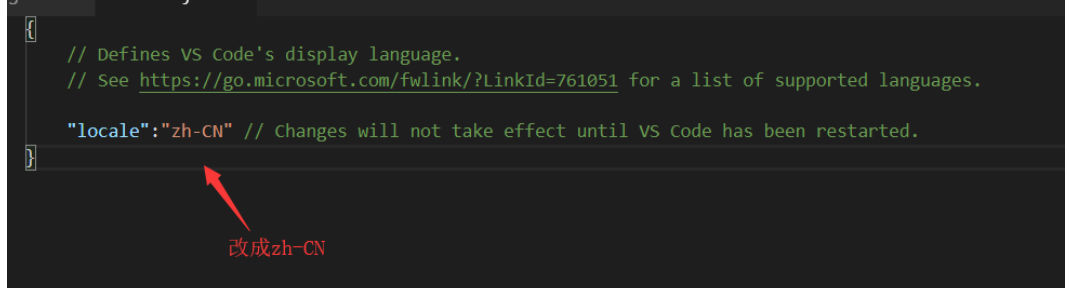 {
// Defines VS Code's display language.
// See https://go.microsoft.com/fwlink/?LinkId=761051 for a list of supported languages.
"locale":"zh-CN" // Changes will not take effect until VS Code has been restarted.
}
改成zh-CN